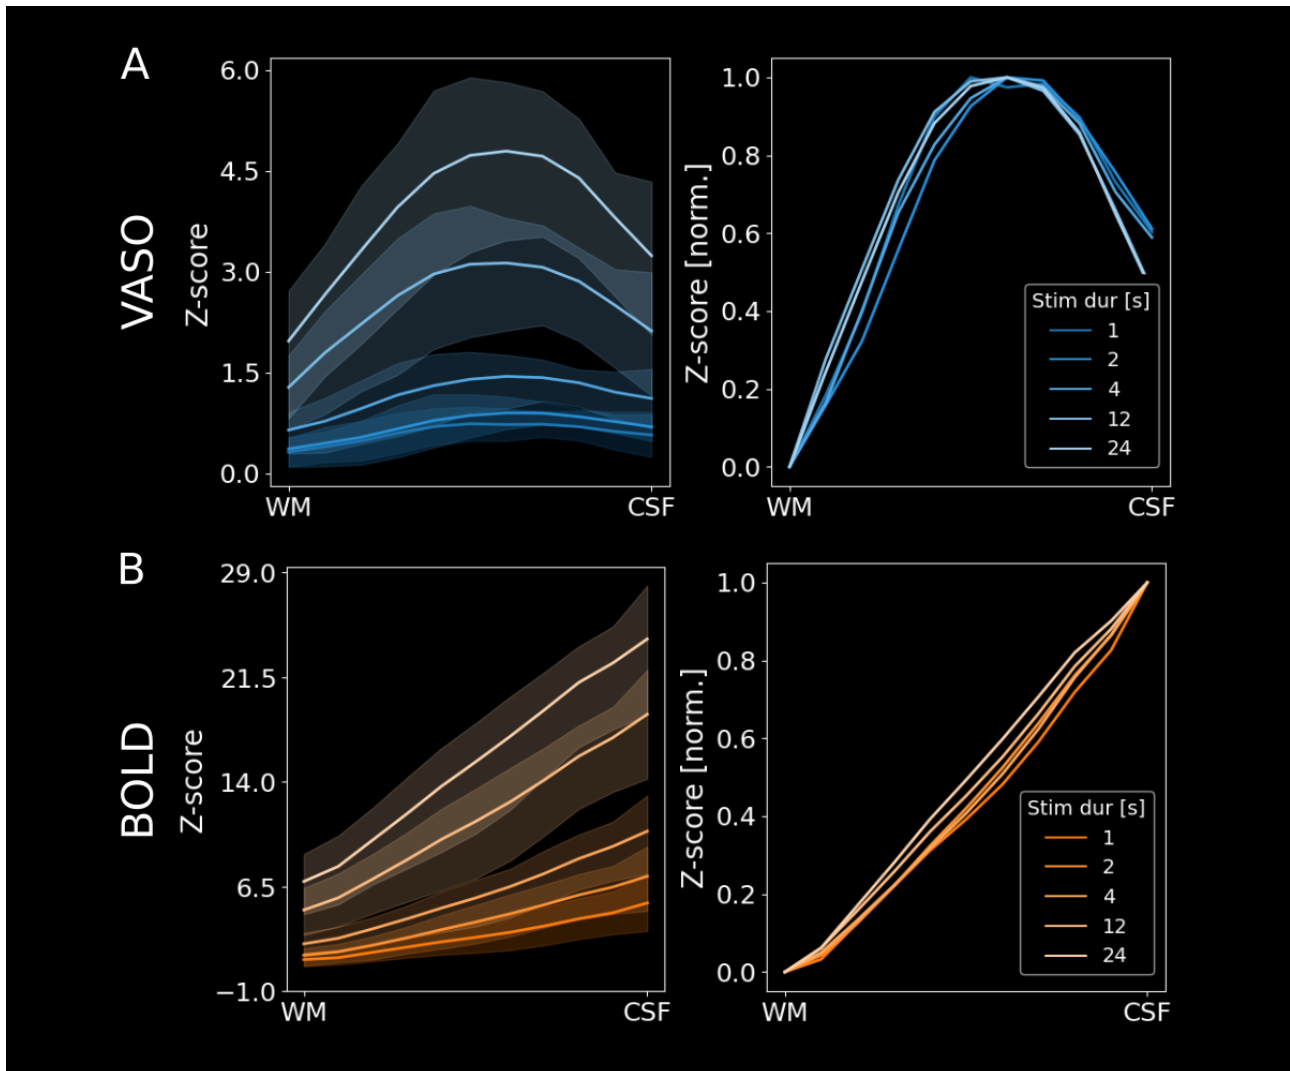 A
VASO
Z-score
6.0
4.5
3.0
1.5
0.0
WM
CSF
Z-score [norm.]
1.0
0.8
0.6
0.4
0.2
0.0
WM
CSF
Stim dur [s]
1
2
4
12
24
B
BOLD
Z-score
29.0
21.5
14.0
6.5
−1.0
WM
CSF
Z-score [norm.]
1.0
0.8
0.6
0.4
0.2
0.0
WM
CSF
Stim dur [s]
1
2
4
12
24